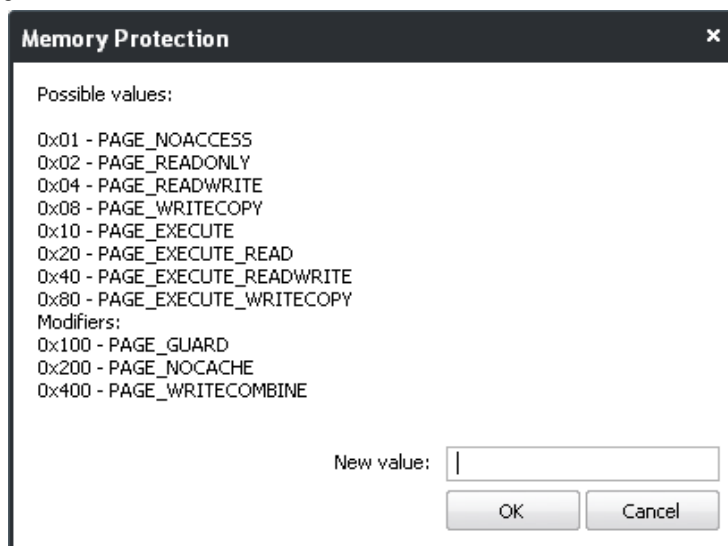 Memory Protection
Possible values:
0x01 - PAGE_NOACCESS
0x02 - PAGE_READONLY
0x04 - PAGE_READWRITE
0x08 - PAGE_WRITECOPY
0x10 - PAGE_EXECUTE
0x20 - PAGE_EXECUTE_READ
0x40 - PAGE_EXECUTE_READWRITE
0x80 - PAGE_EXECUTE_WRITECOPY
Modifiers:
0x100 - PAGE_GUARD
0x200 - PAGE_NOCACHE
0x400 - PAGE_WRITECOMBINE
New value:
OK Cancel